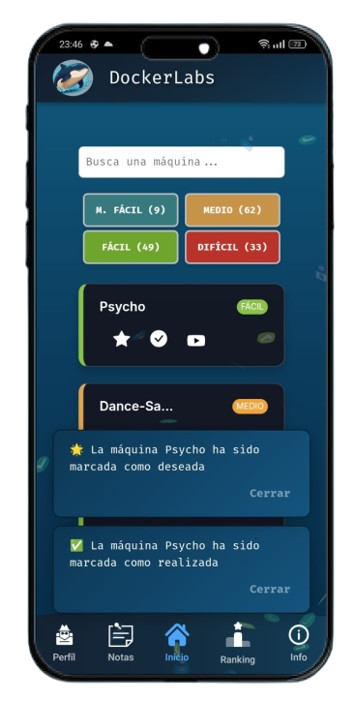 23:46
73
DockerLabs
Busca una máquina...
M. FÁCIL (9)
MEDIO (62)
FÁCIL (49)
DIFÍCIL (33)
Psycho
FÁCIL
Dance-Sa...
MEDIO
🌟 La máquina Psycho ha sido
marcada como deseada
Cerrar
✅ La máquina Psycho ha sido
marcada como realizada
Cerrar
Perfil
Notas
Inicio
Ranking
Info